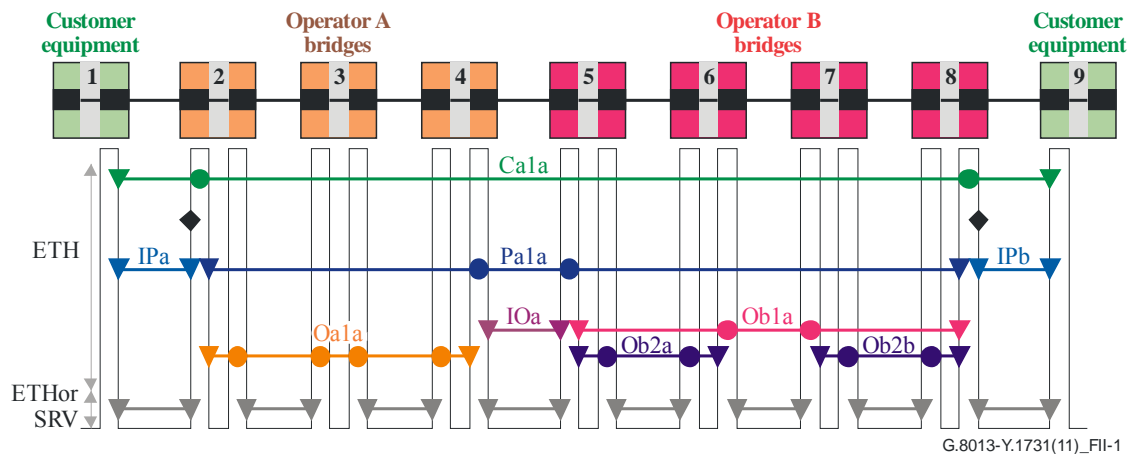 Customer equipment
Operator A bridges
Operator B bridges
Customer equipment
1
2
3
4
5
6
7
8
9
Ca1a
ETH
IPa
Pa1a
IPb
IOa
Ob1a
Oa1a
Ob2a
Ob2b
ETHor
SRV
G.8013-Y.1731(11)_FII-1